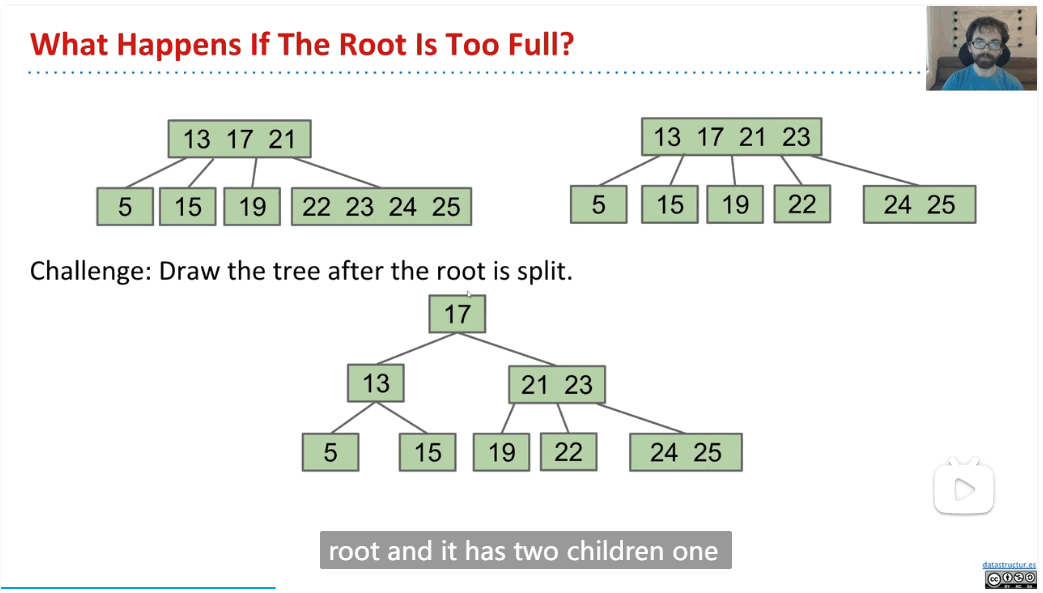 What Happens If The Root Is Too Full?
13 17 21
5 15 19 22 23 24 25
13 17 21 23
5 15 19 22 24 25
Challenge: Draw the tree after the root is split.
17
13 21 23
5 15 19 22 24 25
root and it has two children one
datastructur.es